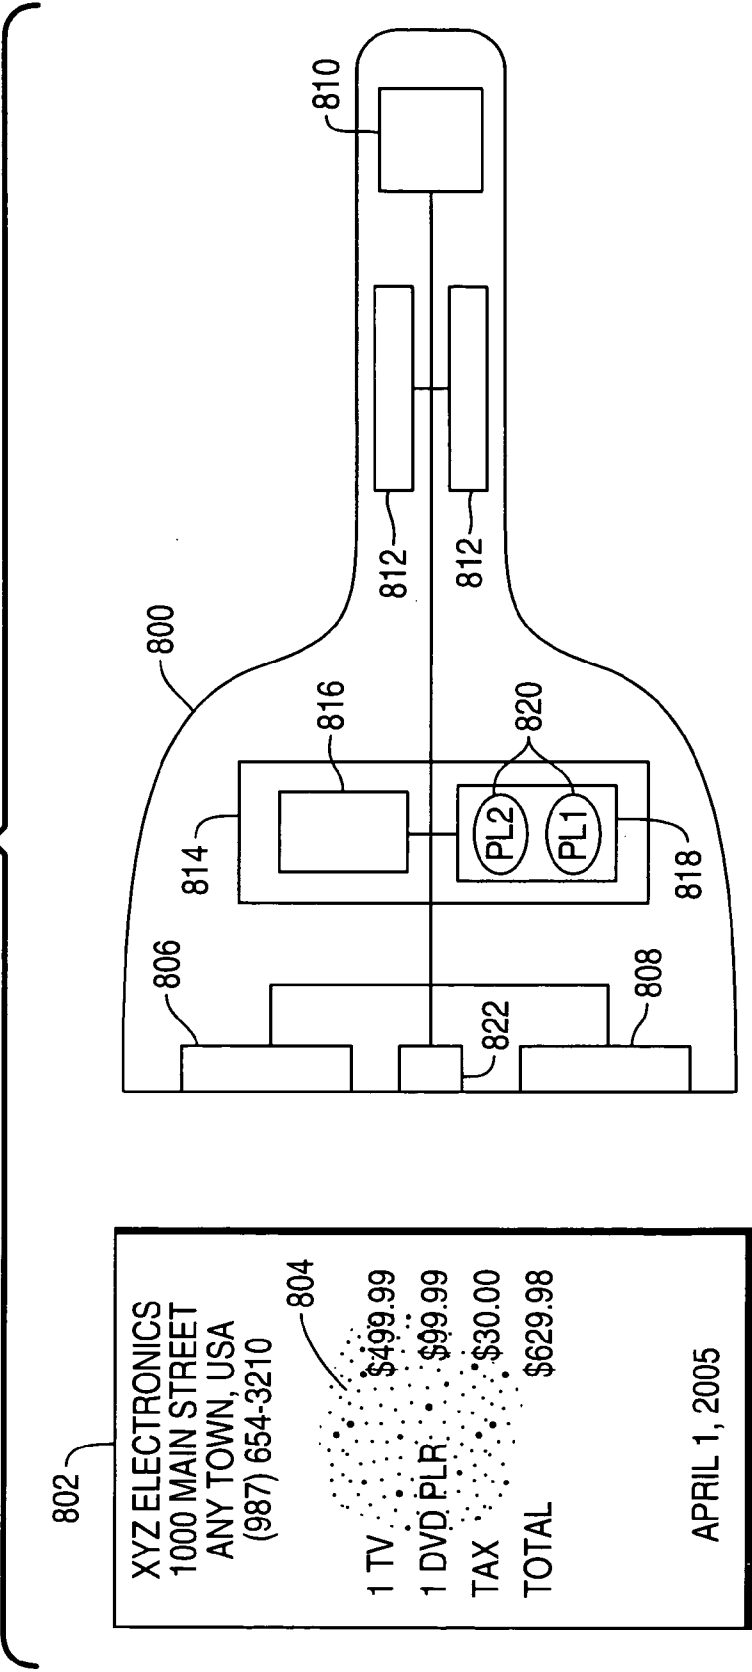 802
XYZ ELECTRONICS
1000 MAIN STREET
ANY TOWN, USA
(987) 654-3210
804
1 TV $499.99
1 DVD PLR $99.99
TAX $30.00
TOTAL $629.98
APRIL 1, 2005
800
806
814
816
812
810
812
820
PL2
PL1
818
822
808